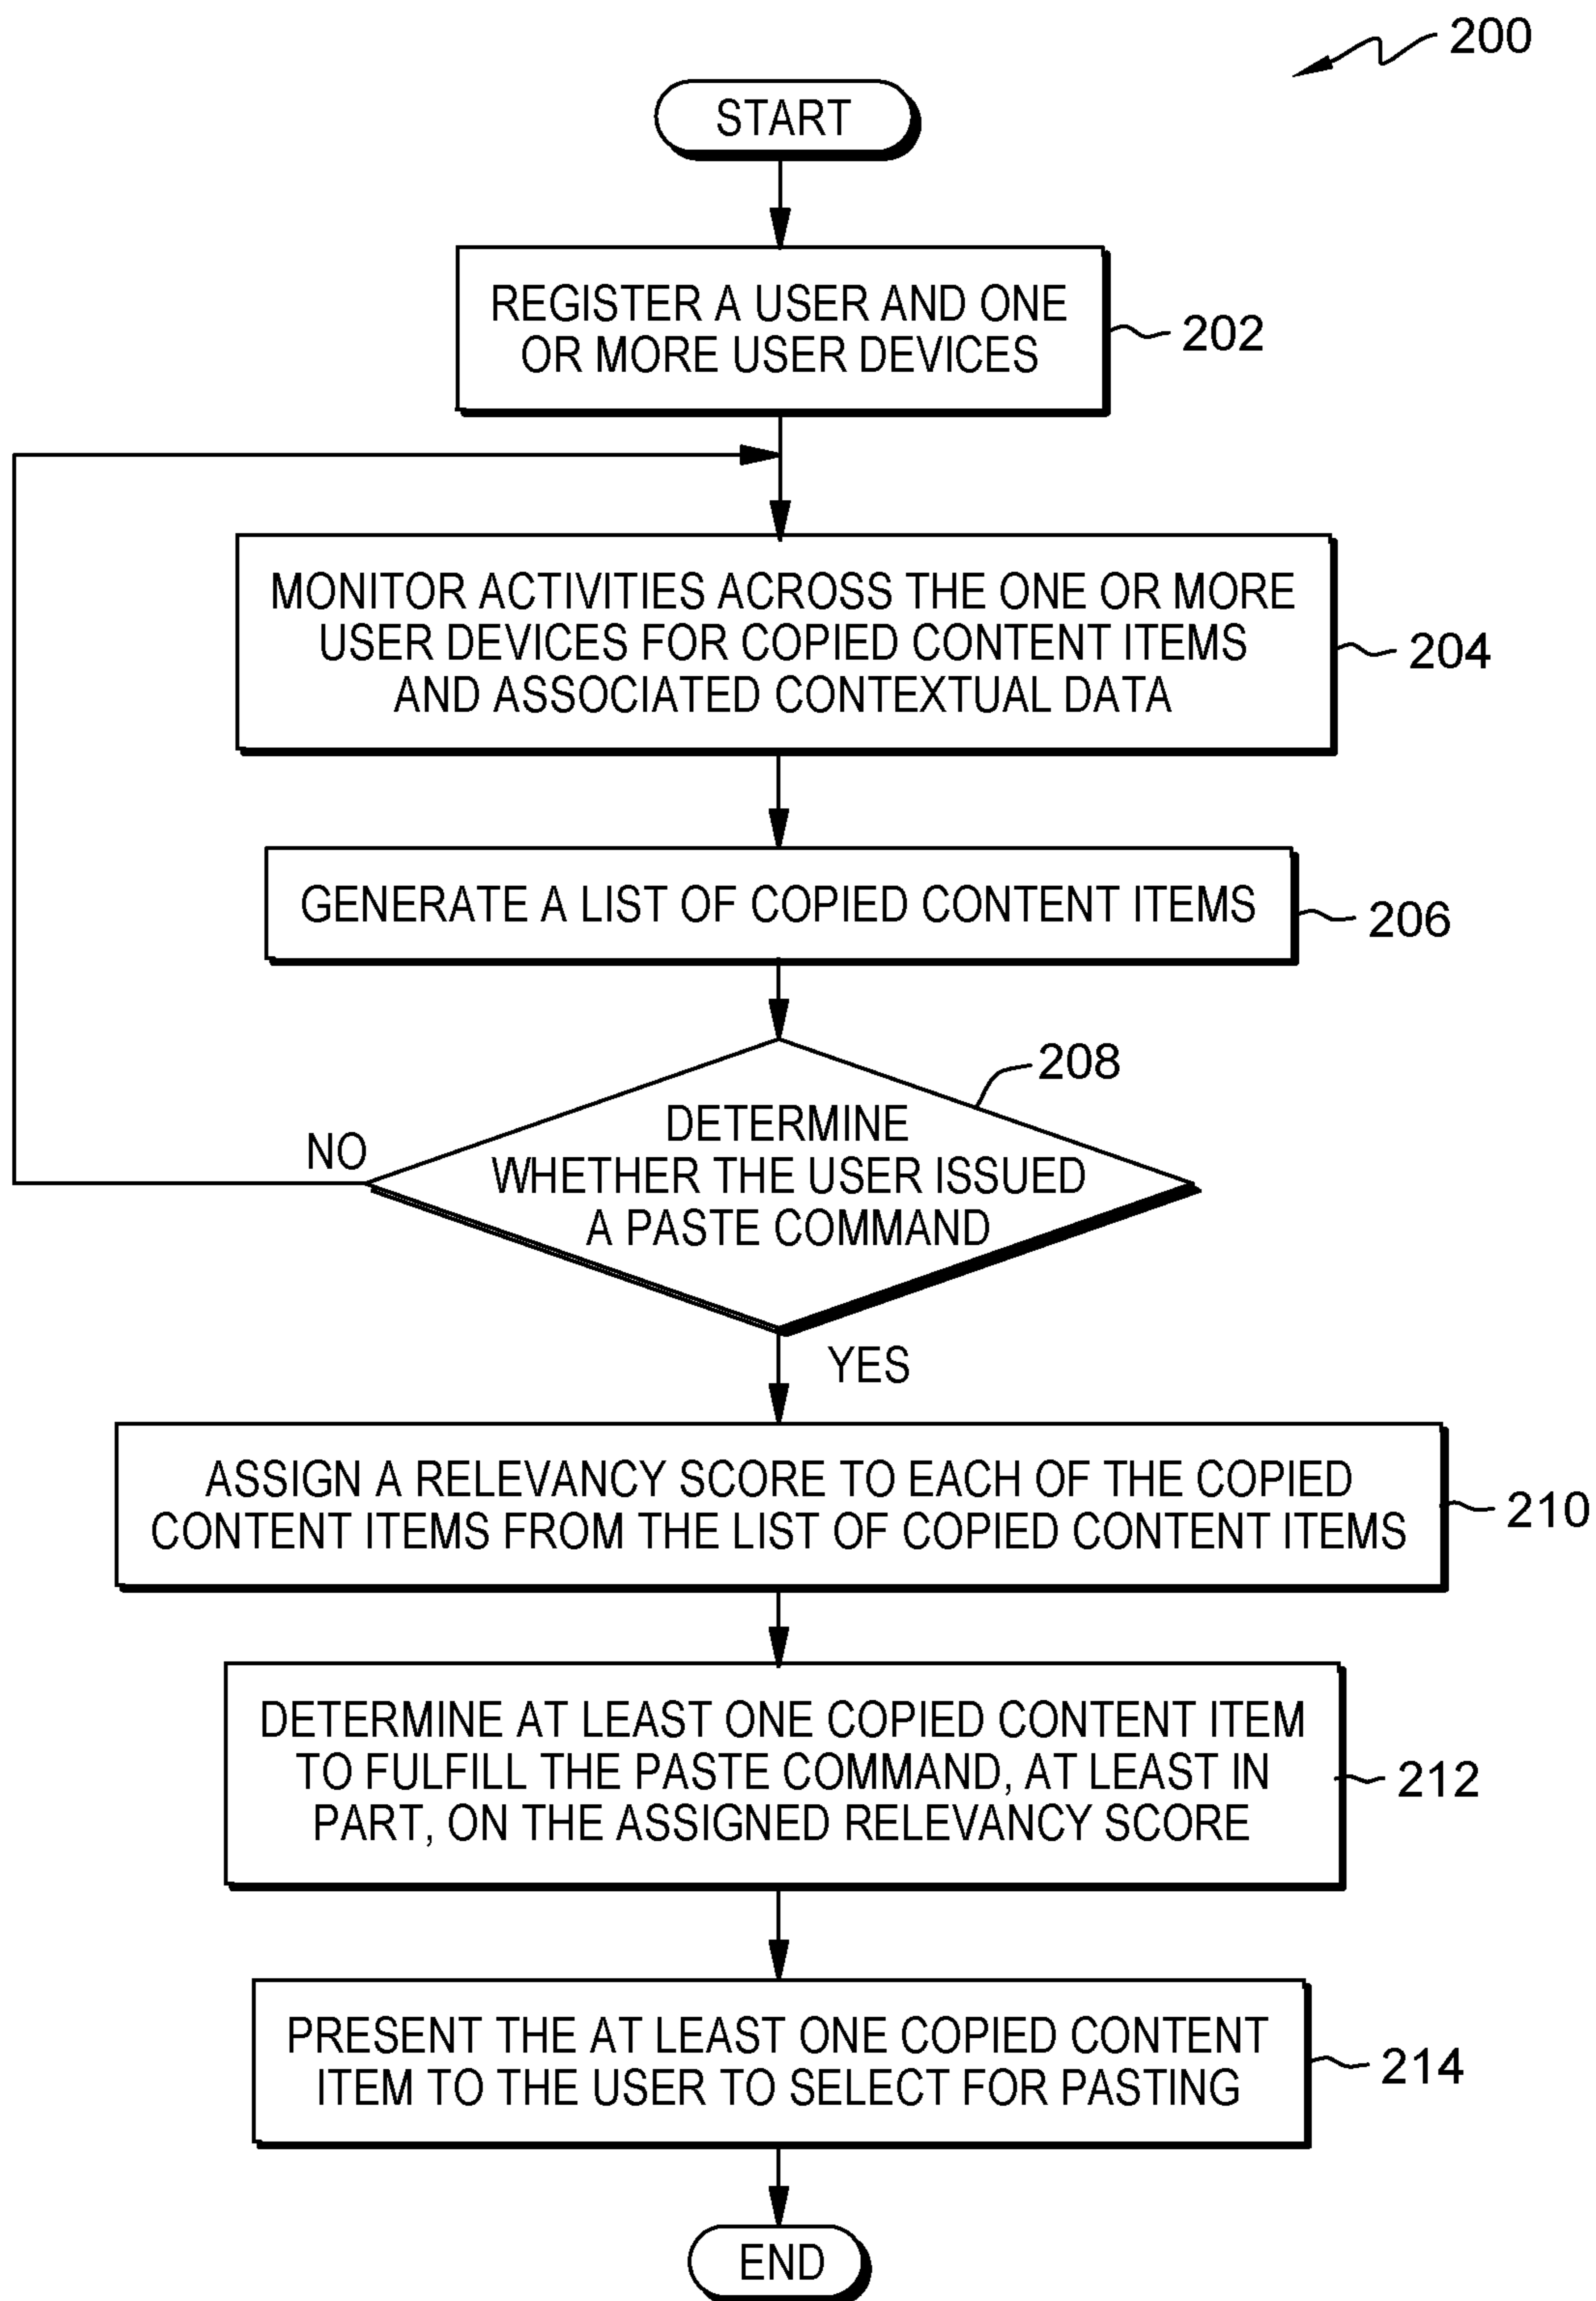 200
START
REGISTER A USER AND ONE
OR MORE USER DEVICES
202
MONITOR ACTIVITIES ACROSS THE ONE OR MORE
USER DEVICES FOR COPIED CONTENT ITEMS
AND ASSOCIATED CONTEXTUAL DATA
204
GENERATE A LIST OF COPIED CONTENT ITEMS
206
208
DETERMINE
WHETHER THE USER ISSUED
A PASTE COMMAND
NO
YES
ASSIGN A RELEVANCY SCORE TO EACH OF THE COPIED
CONTENT ITEMS FROM THE LIST OF COPIED CONTENT ITEMS
210
DETERMINE AT LEAST ONE COPIED CONTENT ITEM
TO FULFILL THE PASTE COMMAND, AT LEAST IN
PART, ON THE ASSIGNED RELEVANCY SCORE
212
PRESENT THE AT LEAST ONE COPIED CONTENT
ITEM TO THE USER TO SELECT FOR PASTING
214
END